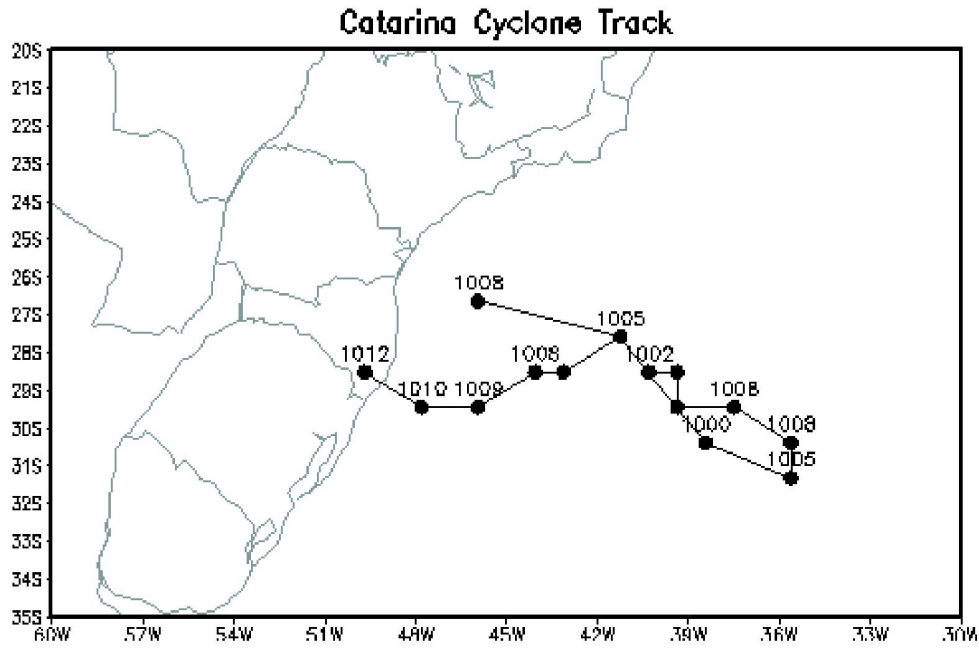 Catarina Cyclone Track
20S
21S
22S
23S
24S
25S
26S
1008
27S
1005
28S
1012 1008 1002
29S
1010 1009 1008
30S
1000 1008
31S
1005
32S
33S
34S
35S
60W 57W 54W 51W 48W 45W 42W 39W 36W 33W 30W